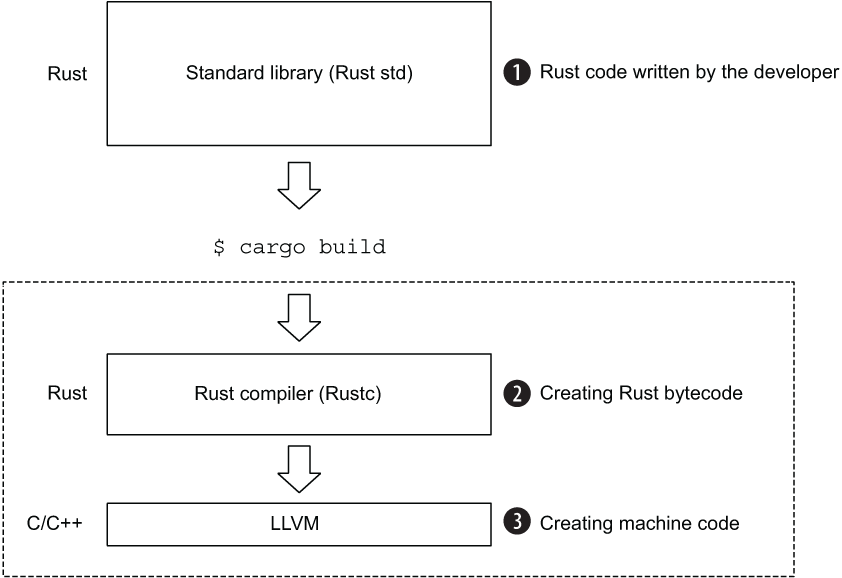 Rust
Standard library (Rust std)
1 Rust code written by the developer
$ cargo build
Rust
Rust compiler (Rustc)
2 Creating Rust bytecode
C/C++
LLVM
3 Creating machine code